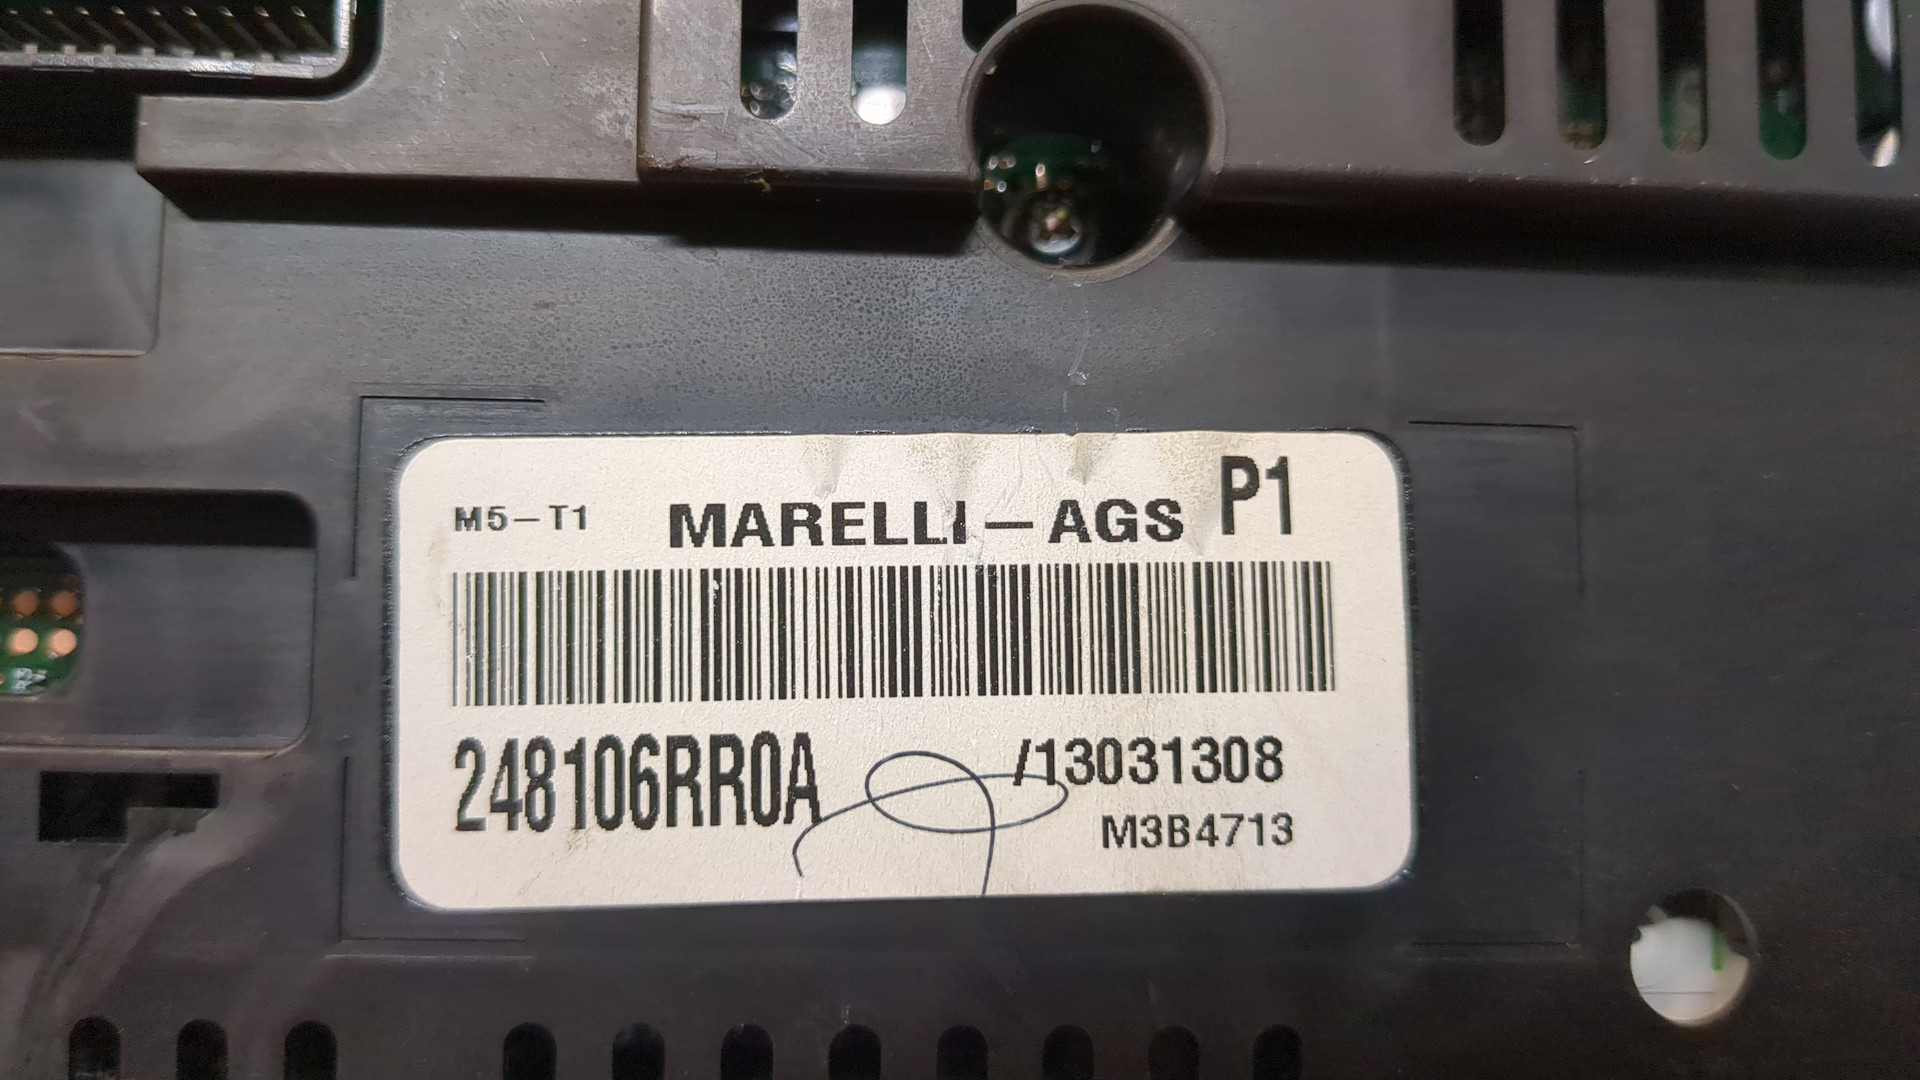 M5-T1 MARELLI-AGS P1
248106RR0A /13031308
M3B4713